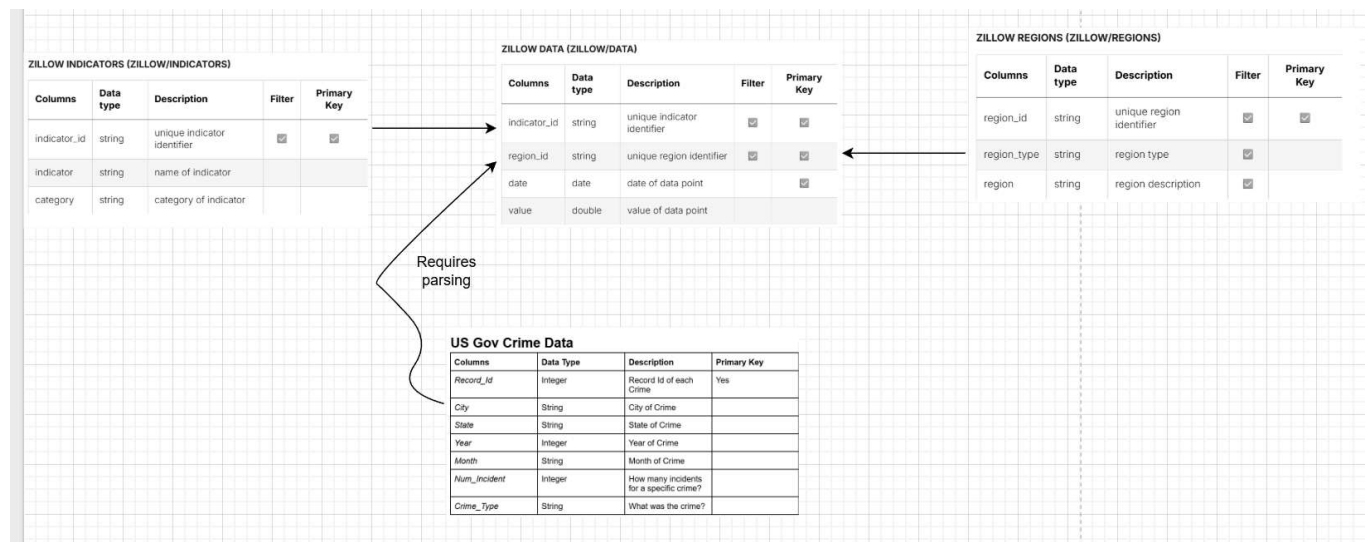 ZILLOW INDICATORS (ZILLOW/INDICATORS)
Columns Data type Description Filter Primary Key
indicator_id string unique indicator identifier
indicator string name of indicator
category string category of indicator
ZILLOW DATA (ZILLOW/DATA)
Columns Data type Description Filter Primary Key
indicator_id string unique indicator identifier
region_id string unique region identifier
date date date of data point
value double value of data point
ZILLOW REGIONS (ZILLOW/REGIONS)
Columns Data type Description Filter Primary Key
region_id string unique region identifier
region_type string region type
region string region description
Requires
parsing
US Gov Crime Data
Columns Data Type Description Primary Key
Record_Id Integer Record Id of each Crime Yes
City String City of Crime
State String State of Crime
Year Integer Year of Crime
Month String Month of Crime
Num_Incident Integer How many incidents for a specific crime?
Crime_Type String What was the crime?